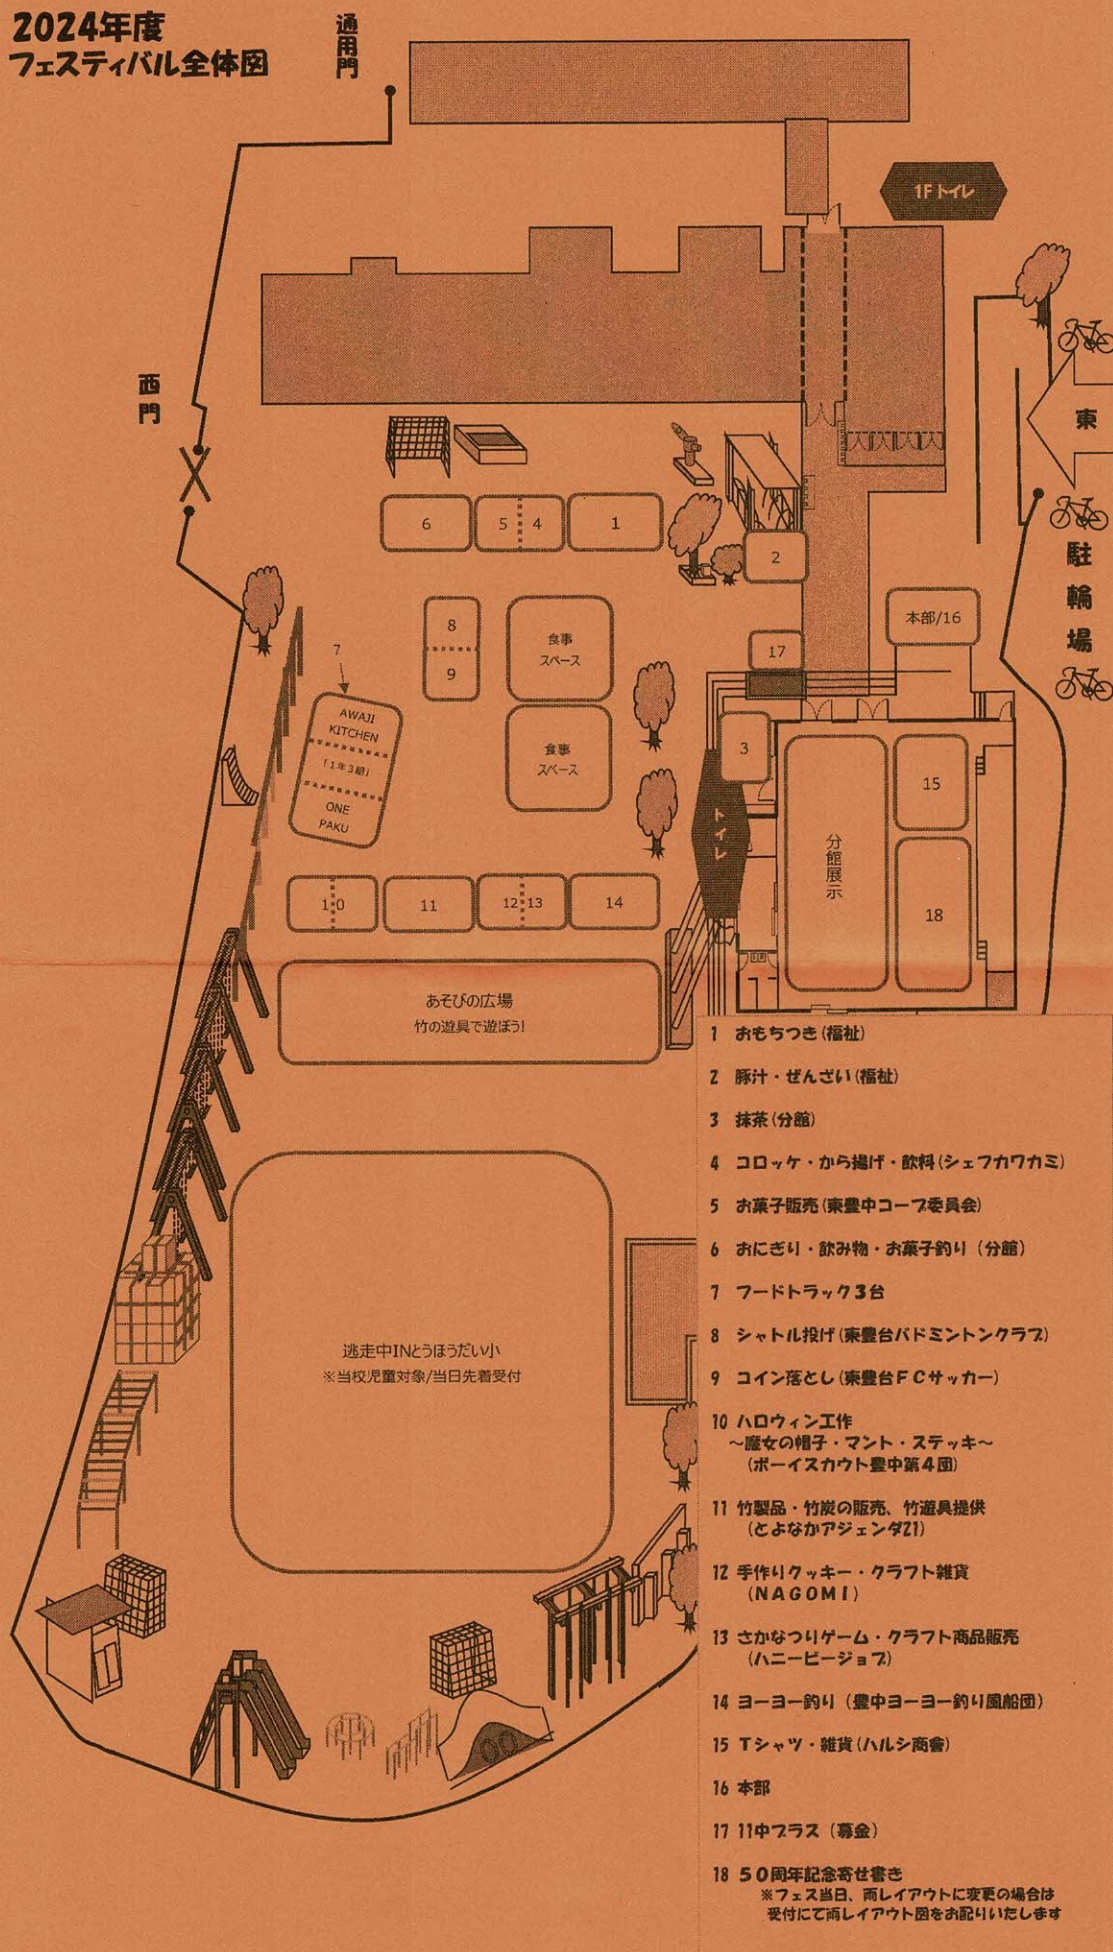 2024年度
フェスティバル全体図
通用門
1Fトイレ
西門
東
駐輪場
6
5
4
1
2
8
9
食事
スペース
17
本部/16
7
AWAJI
KITCHEN
「1年3組」
ONE
PAKU
食事
スペース
3
トイレ
分館展示
15
18
10
11
12
13
14
あそびの広場
竹の遊具で遊ぼう!
逃走中INとうほうだい小
※当校児童対象/当日先着受付
1 おもちつき(福祉)
2 豚汁・ぜんざい(福祉)
3 抹茶(分館)
4 コロッケ・から揚げ・飲料(シェフカワカミ)
5 お菓子販売(東豊中コープ委員会)
6 おにぎり・飲み物・お菓子釣り(分館)
7 フードトラック3台
8 シャトル投げ(東豊台バドミントンクラブ)
9 コイン落とし(東豊台FCサッカー)
10 ハロウィン工作
~魔女の帽子・マント・ステッキ~
(ボーイスカウト豊中第4団)
11 竹製品・竹炭の販売、竹遊具提供
(とよなかアジェンダ21)
12 手作りクッキー・クラフト雑貨
(NAGOMI)
13 さかなつりゲーム・クラフト商品販売
(ハニービージョブ)
14 ヨーヨー釣り(豊中ヨーヨー釣り風船団)
15 Tシャツ・雑貨(ハルシ商會)
16 本部
17 11中プラス(募金)
18 50周年記念寄せ書き
※フェス当日、雨レイアウトに変更の場合は
受付にて雨レイアウト図をお配りいたします